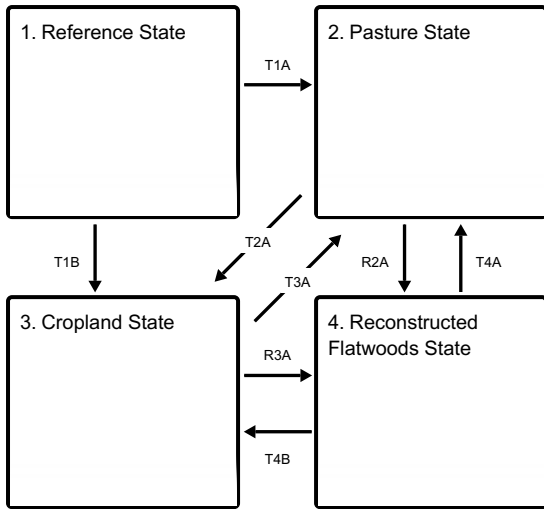 1. Reference State
2. Pasture State
T1A
T1B
T2A
T3A
R2A
T4A
3. Cropland State
4. Reconstructed
Flatwoods State
R3A
T4B